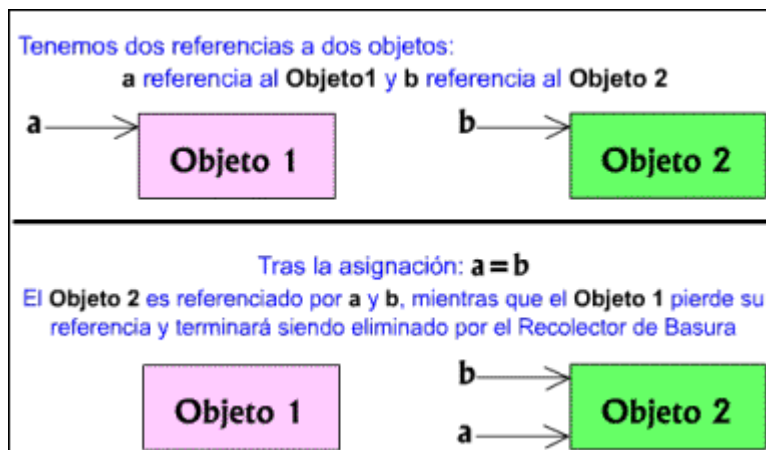 Tenemos dos referencias a dos objetos:
a referencia al Objeto1 y b referencia al Objeto 2
a
Objeto 1
b
Objeto 2
Tras la asignación: a=b
El Objeto 2 es referenciado por a y b, mientras que el Objeto 1 pierde su
referencia y terminará siendo eliminado por el Recolector de Basura
Objeto 1
b
a
Objeto 2